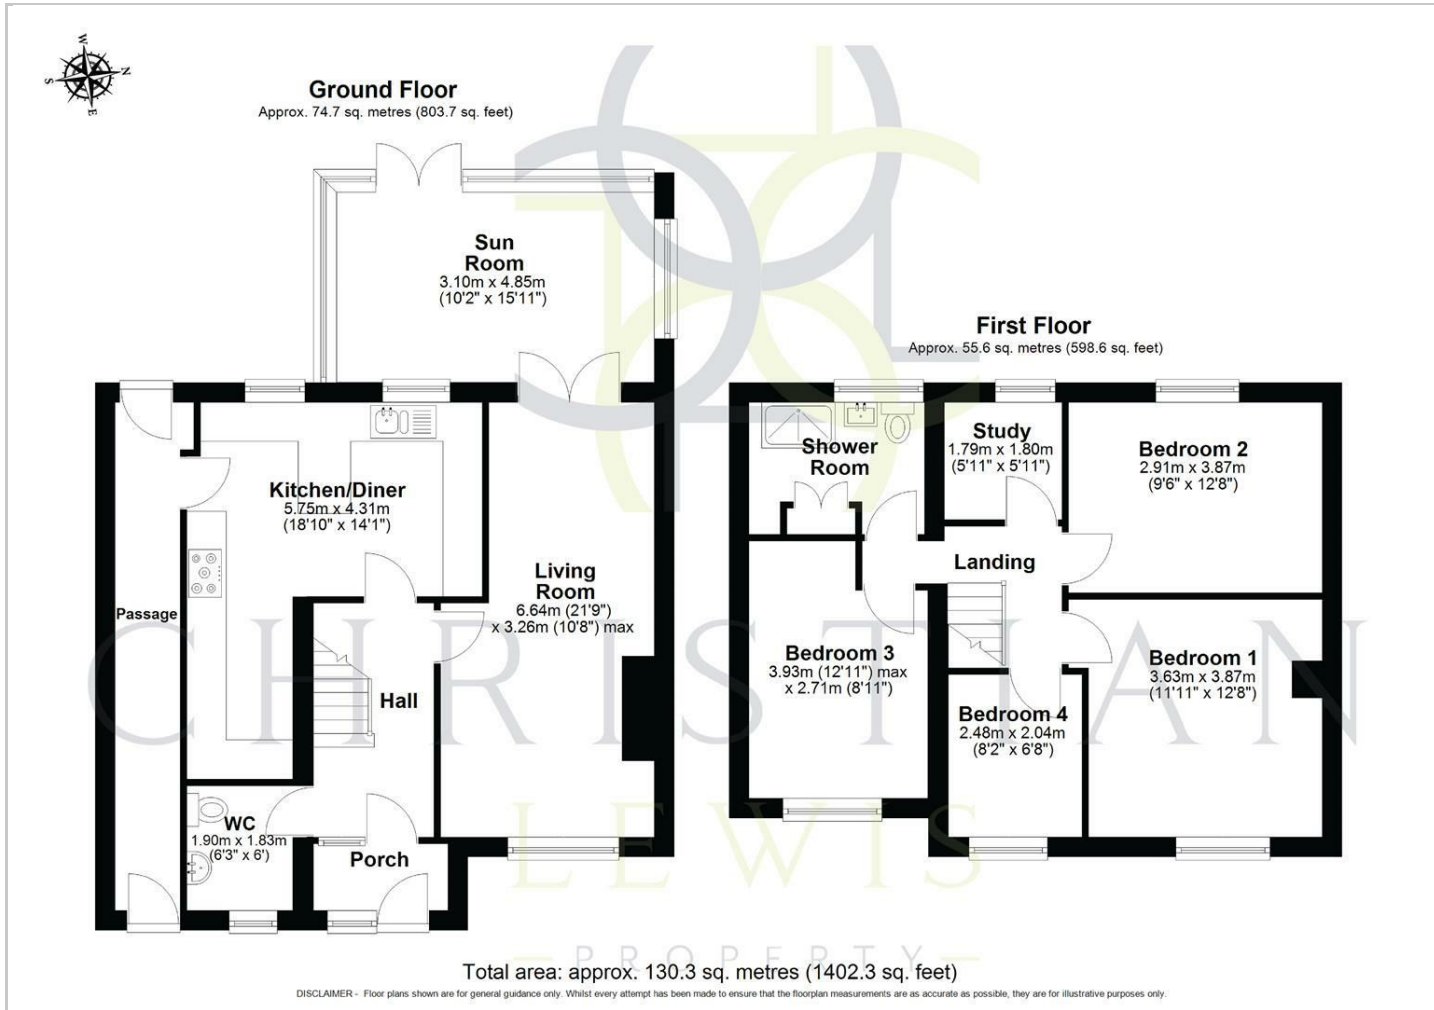 W
N
S
E
Ground Floor
Approx. 74.7 sq. metres (803.7 sq. feet)
Sun
Room
3.10m x 4.85m
(10'2" x 15'11")
Kitchen/Diner
5.75m x 4.31m
(18'10" x 14'1")
Living
Room
6.64m (21'9")
x 3.26m (10'8") max
Passage
Hall
WC
1.90m x 1.83m
(6'3" x 6')
Porch
First Floor
Approx. 55.6 sq. metres (598.6 sq. feet)
Shower
Room
Study
1.79m x 1.80m
(5'11" x 5'11")
Bedroom 2
2.91m x 3.87m
(9'6" x 12'8")
Landing
Bedroom 3
3.93m (12'11") max
x 2.71m (8'11")
Bedroom 4
2.48m x 2.04m
(8'2" x 6'8")
Bedroom 1
3.63m x 3.87m
(11'11" x 12'8")
CHRISTIAN
LEWIS
PROPERTY
Total area: approx. 130.3 sq. metres (1402.3 sq. feet)
DISCLAIMER - Floor plans shown are for general guidance only. Whilst every attempt has been made to ensure that the floorplan measurements are as accurate as possible, they are for illustrative purposes only.